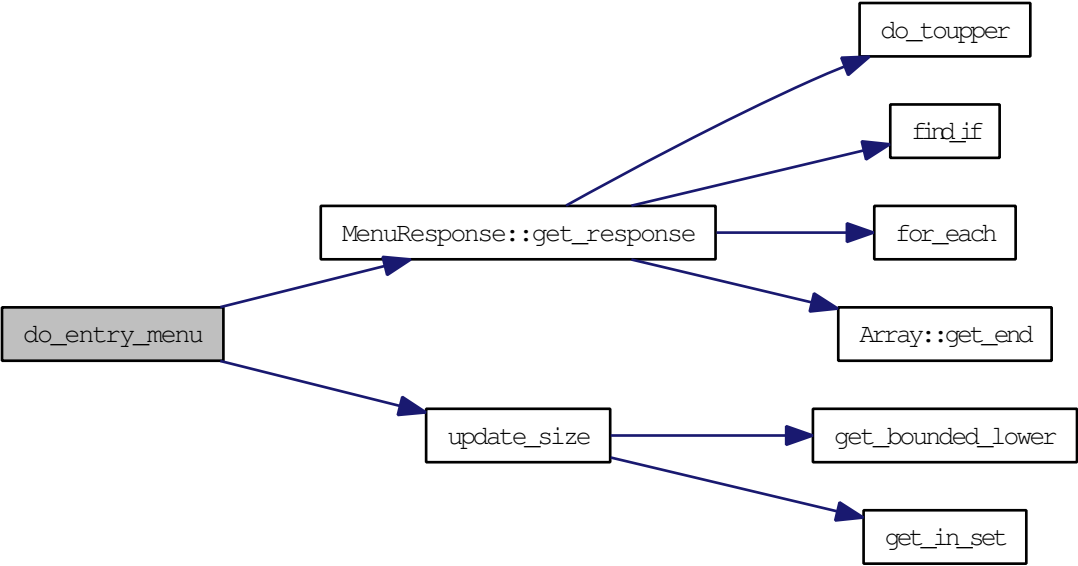 do_toupper
find_if
MenuResponse::get_response
for_each
do_entry_menu
Array::get_end
update_size
get_bounded_lower
get_in_set